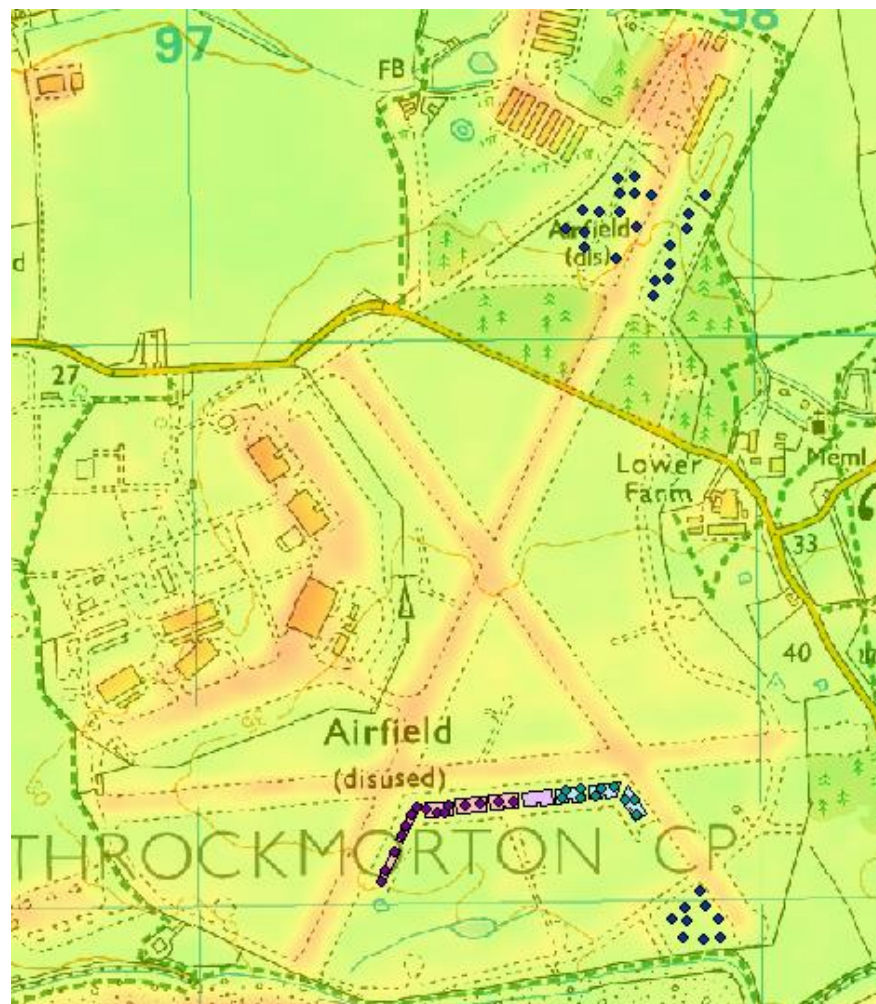 97
98
FB
Airfield
(dis)
27
Lower
Farm
Meml
33
40
Airfield
(disused)
THROCKMORTON CP